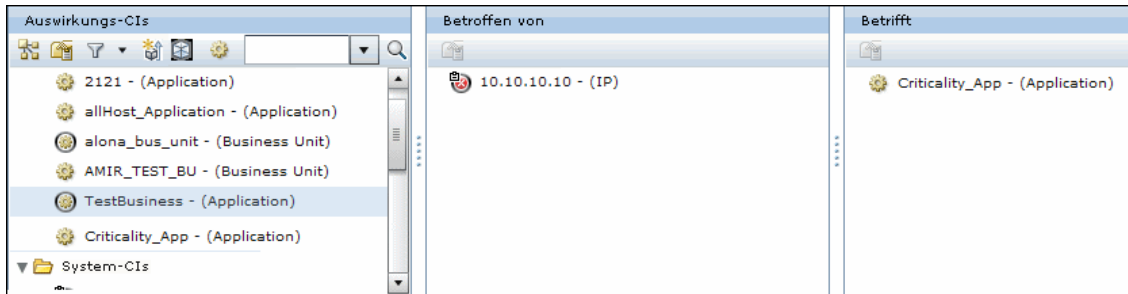 Auswirkungs-CIs
2121 - (Application)
allHost_Application - (Application)
alona_bus_unit - (Business Unit)
AMIR_TEST_BU - (Business Unit)
TestBusiness - (Application)
Criticality_App - (Application)
System-CIs
Betroffen von
10.10.10.10 - (IP)
Betrifft
Criticality_App - (Application)